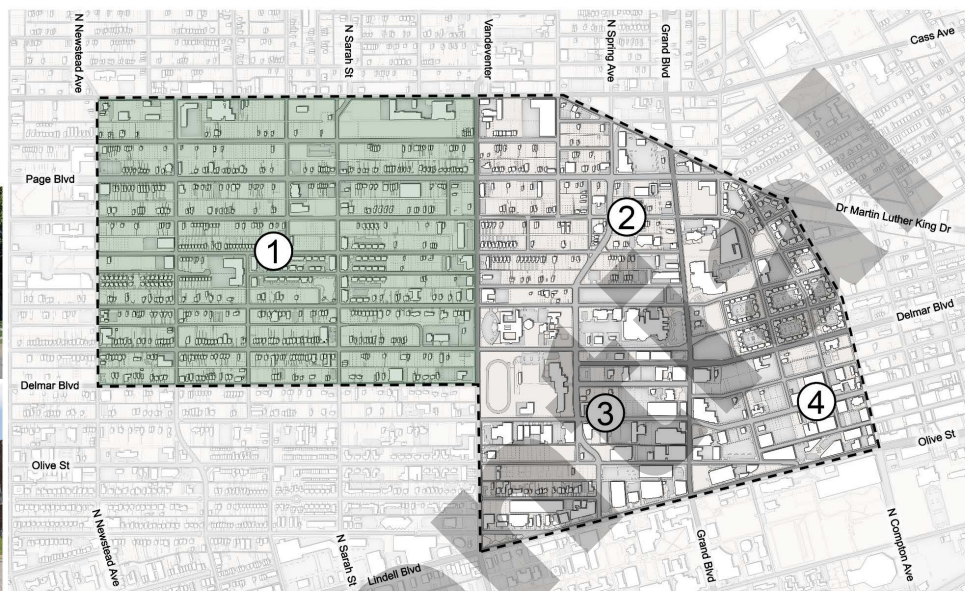 N Newstead Ave
N Sarah St
Vandeventer
N Spring Ave
Grand Blvd
Cass Ave
Page Blvd
2
Dr Martin Luther King Dr
1
Delmar Blvd
Delmar Blvd
3
4
Olive St
Olive St
N Newstead Ave
N Sarah St
Lindell Blvd
Grand Blvd
N Compton Ave